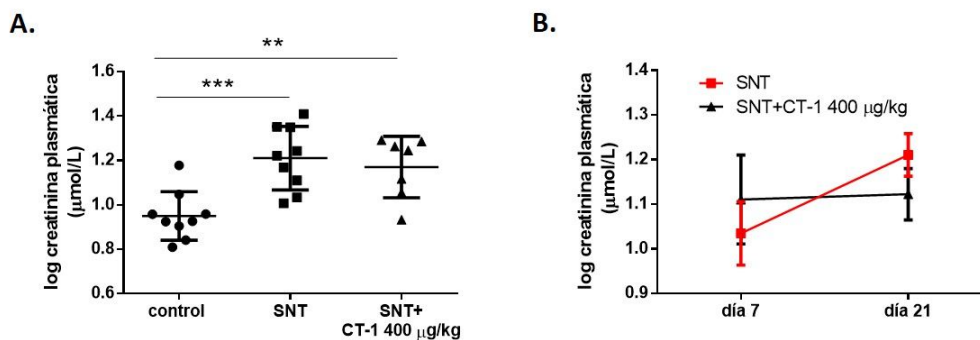 A.
**
***
log creatinina plasmática
(μmol/L)
1.6
1.4
1.2
1.0
0.8
0.6
control
SNT
SNT+
CT-1 400 μg/kg
B.
SNT
SNT+CT-1 400 μg/kg
log creatinina plasmática
(μmol/L)
1.4
1.3
1.2
1.1
1.0
0.9
día 7
día 21